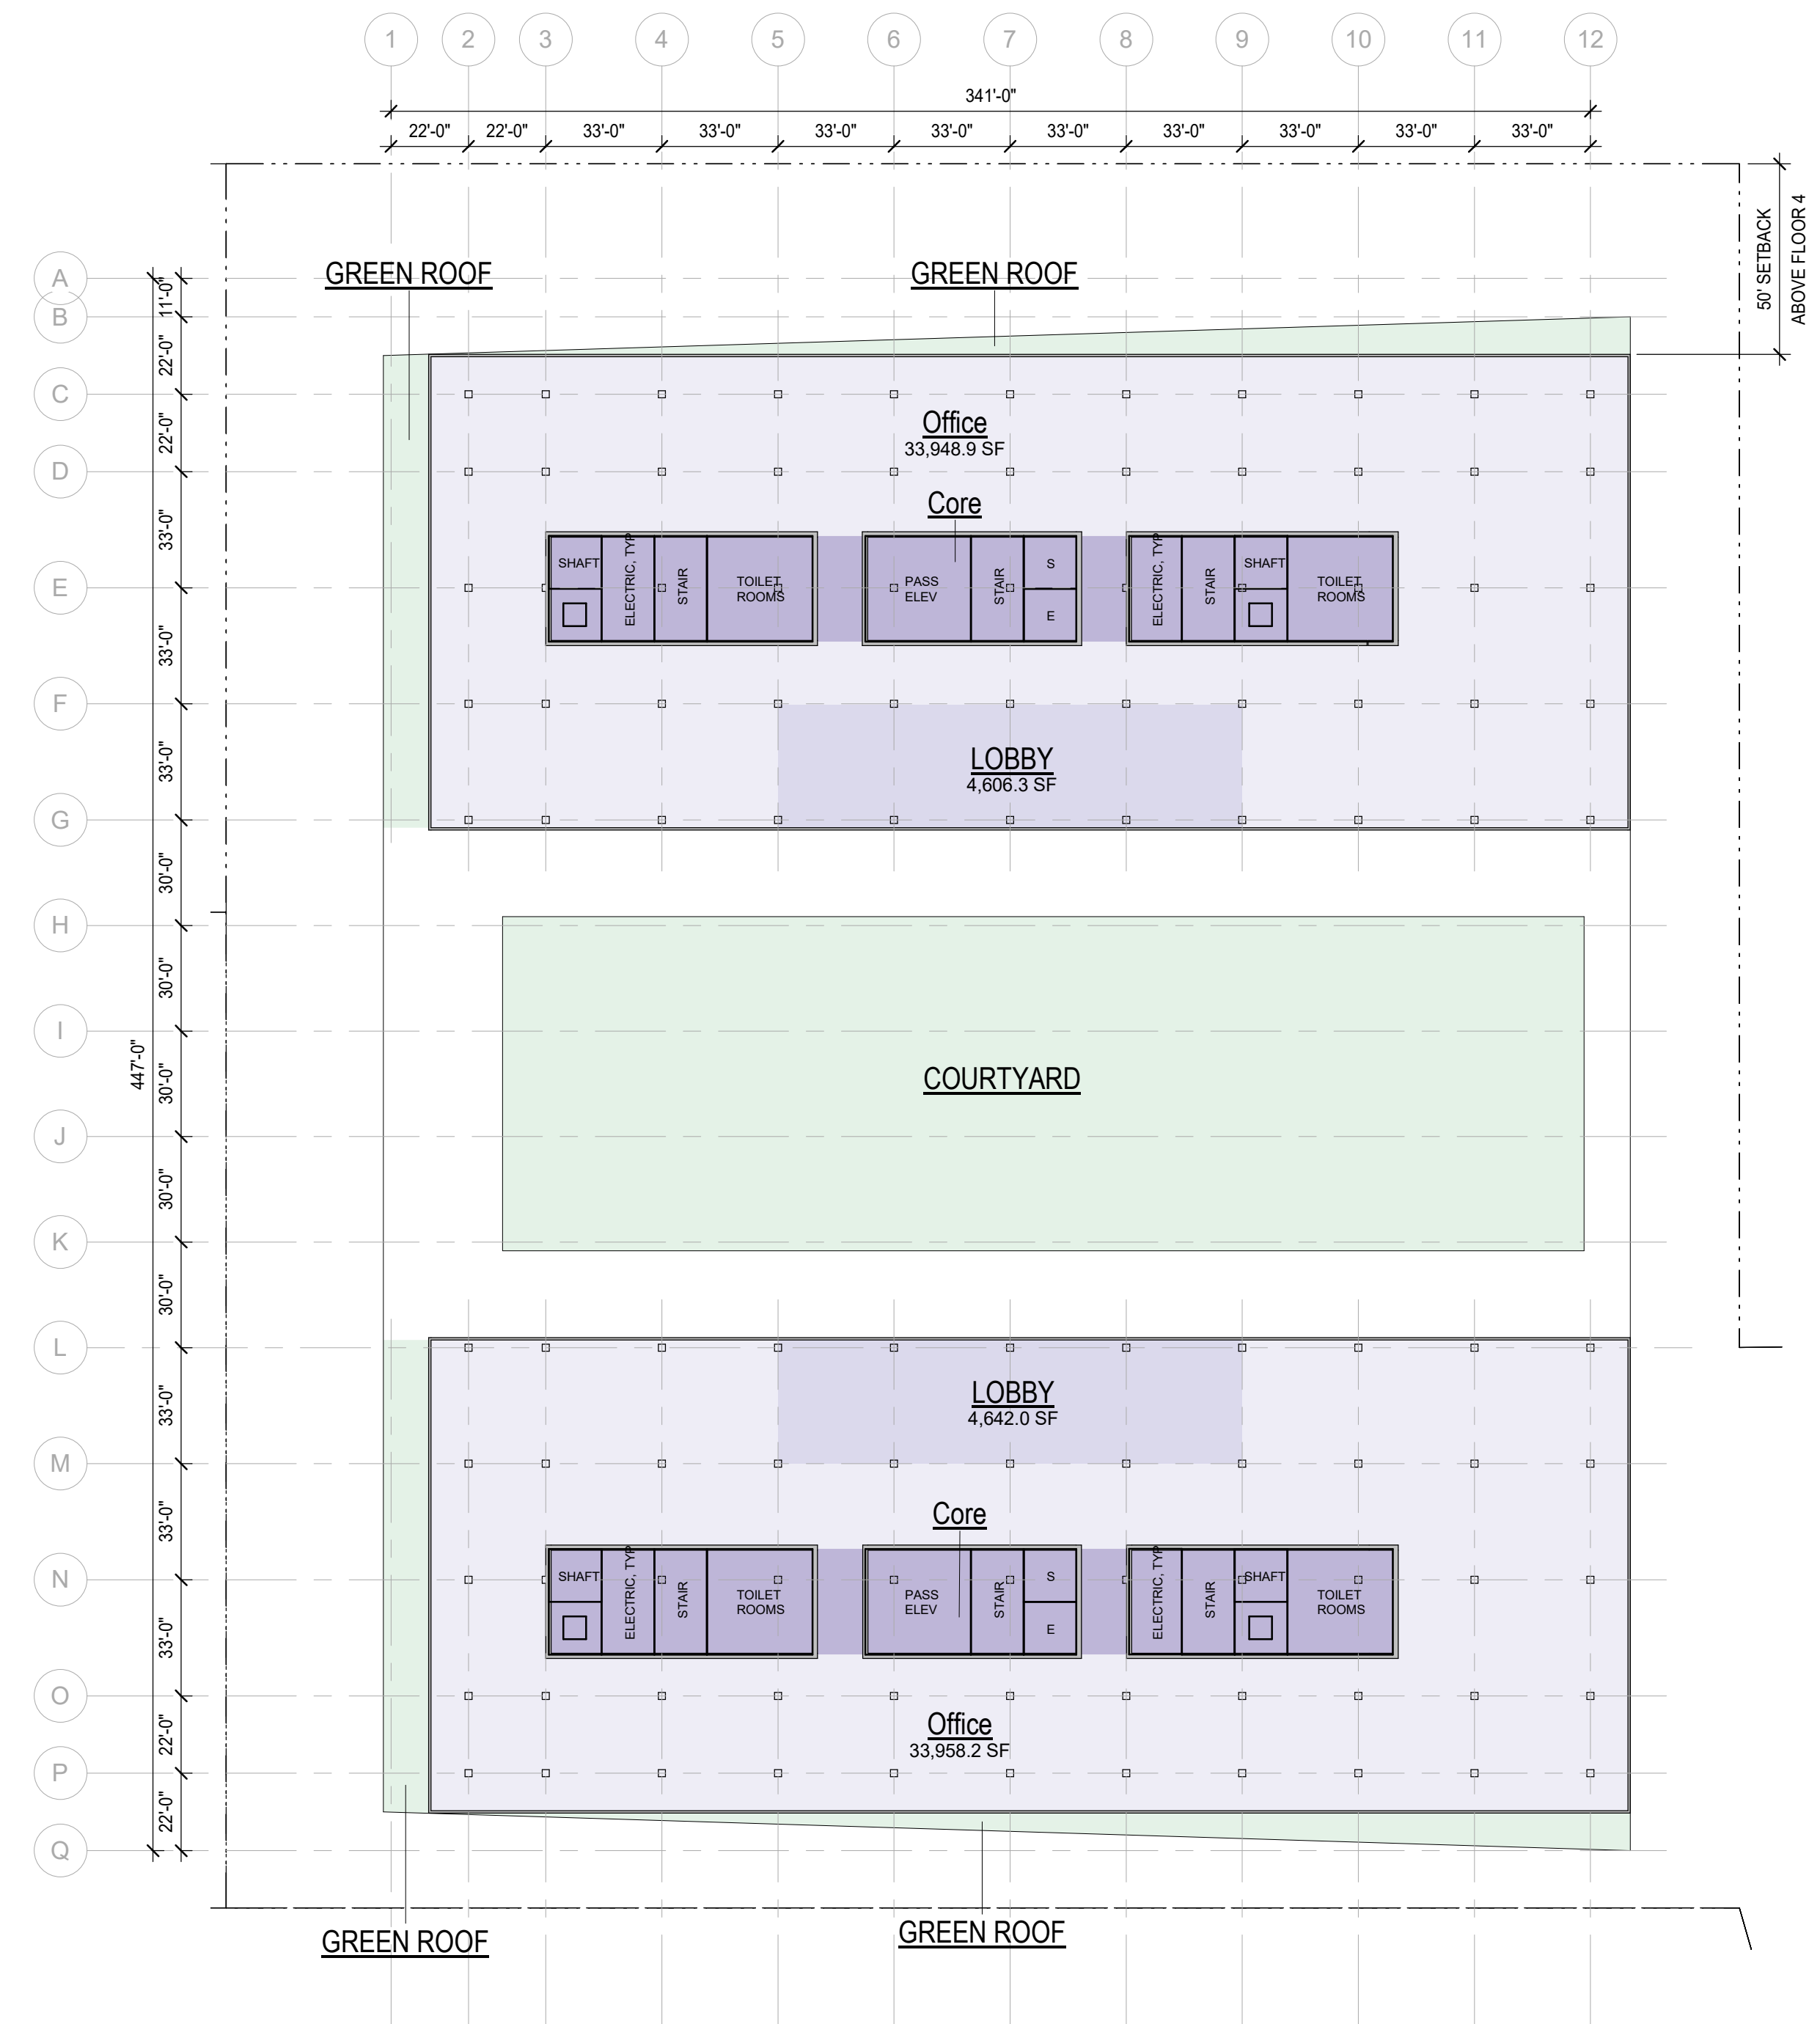 1 2 3 4 5 6 7 8 9 10 11 12
341'-0"
22'-0" 22'-0" 33'-0" 33'-0" 33'-0" 33'-0" 33'-0" 33'-0" 33'-0" 33'-0" 33'-0"
50' SETBACK
ABOVE FLOOR 4
A
B
C
D
E
F
G
H
I
J
K
L
M
N
O
P
Q
11'-0"
22'-0"
22'-0"
33'-0"
33'-0"
33'-0"
30'-0"
30'-0"
30'-0"
30'-0"
30'-0"
33'-0"
33'-0"
33'-0"
22'-0"
22'-0"
447'-0"
GREEN ROOF
GREEN ROOF
Office
33,948.9 SF
Core
SHAFT
ELECTRIC, TYP
STAIR
TOILET
ROOMS
PASS
ELEV
STAIR
S
E
ELECTRIC, TYP
STAIR
SHAFT
TOILET
ROOMS
LOBBY
4,606.3 SF
COURTYARD
LOBBY
4,642.0 SF
Core
SHAFT
ELECTRIC, TYP
STAIR
TOILET
ROOMS
PASS
ELEV
STAIR
S
E
ELECTRIC, TYP
STAIR
SHAFT
TOILET
ROOMS
Office
33,958.2 SF
GREEN ROOF
GREEN ROOF